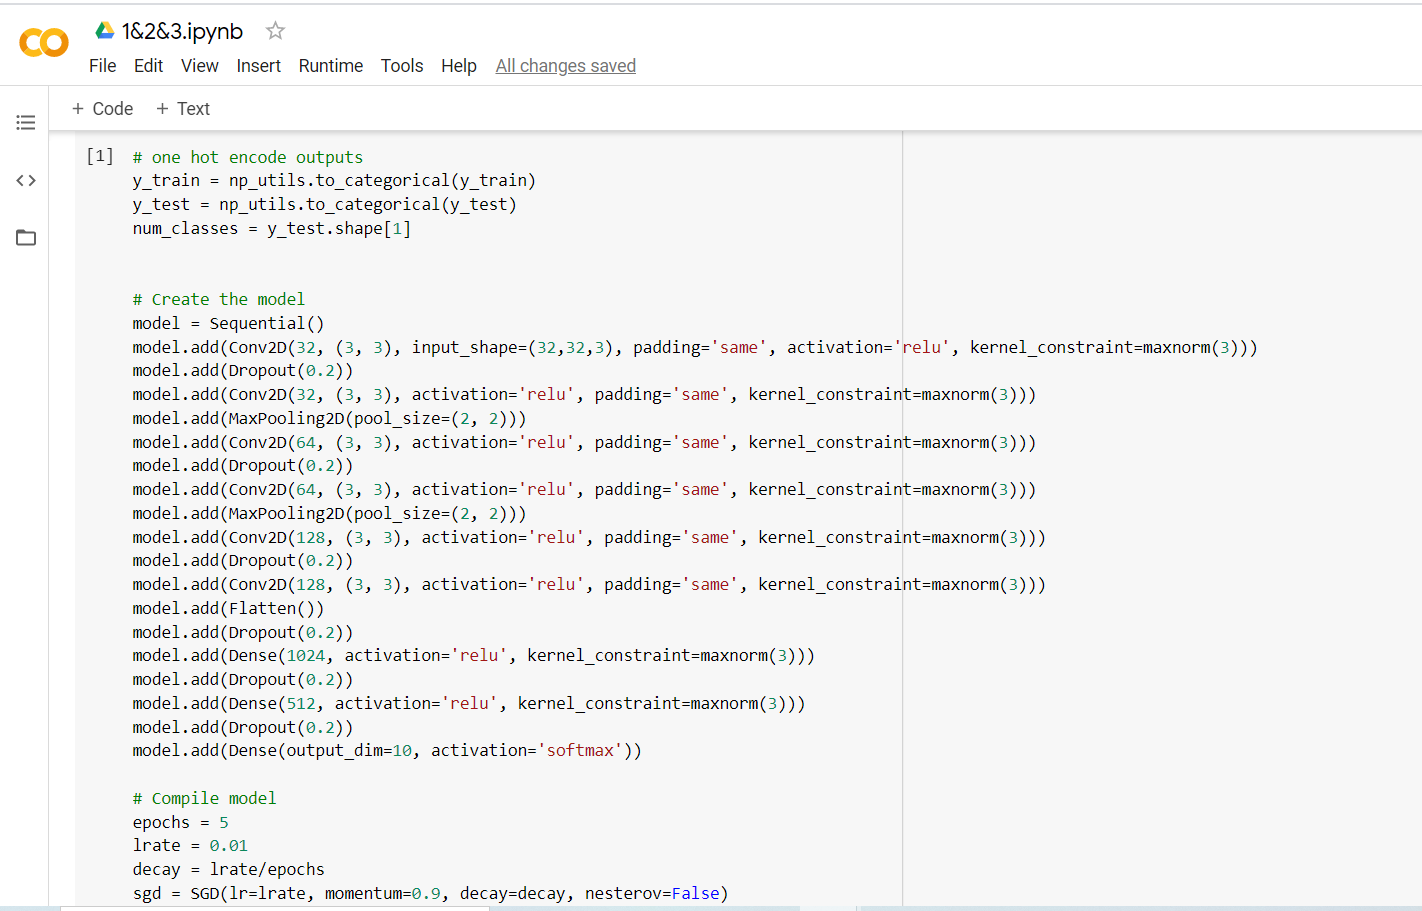 1&2&3.ipynb
File Edit View Insert Runtime Tools Help All changes saved
+ Code + Text
[1] # one hot encode outputs
y_train = np_utils.to_categorical(y_train)
y_test = np_utils.to_categorical(y_test)
num_classes = y_test.shape[1]
# Create the model
model = Sequential()
model.add(Conv2D(32, (3, 3), input_shape=(32,32,3), padding='same', activation='relu', kernel_constraint=maxnorm(3)))
model.add(Dropout(0.2))
model.add(Conv2D(32, (3, 3), activation='relu', padding='same', kernel_constraint=maxnorm(3)))
model.add(MaxPooling2D(pool_size=(2, 2)))
model.add(Conv2D(64, (3, 3), activation='relu', padding='same', kernel_constraint=maxnorm(3)))
model.add(Dropout(0.2))
model.add(Conv2D(64, (3, 3), activation='relu', padding='same', kernel_constraint=maxnorm(3)))
model.add(MaxPooling2D(pool_size=(2, 2)))
model.add(Conv2D(128, (3, 3), activation='relu', padding='same', kernel_constraint=maxnorm(3)))
model.add(Dropout(0.2))
model.add(Conv2D(128, (3, 3), activation='relu', padding='same', kernel_constraint=maxnorm(3)))
model.add(Flatten())
model.add(Dropout(0.2))
model.add(Dense(1024, activation='relu', kernel_constraint=maxnorm(3)))
model.add(Dropout(0.2))
model.add(Dense(512, activation='relu', kernel_constraint=maxnorm(3)))
model.add(Dropout(0.2))
model.add(Dense(output_dim=10, activation='softmax'))
# Compile model
epochs = 5
lrate = 0.01
decay = lrate/epochs
sgd = SGD(lr=lrate, momentum=0.9, decay=decay, nesterov=False)